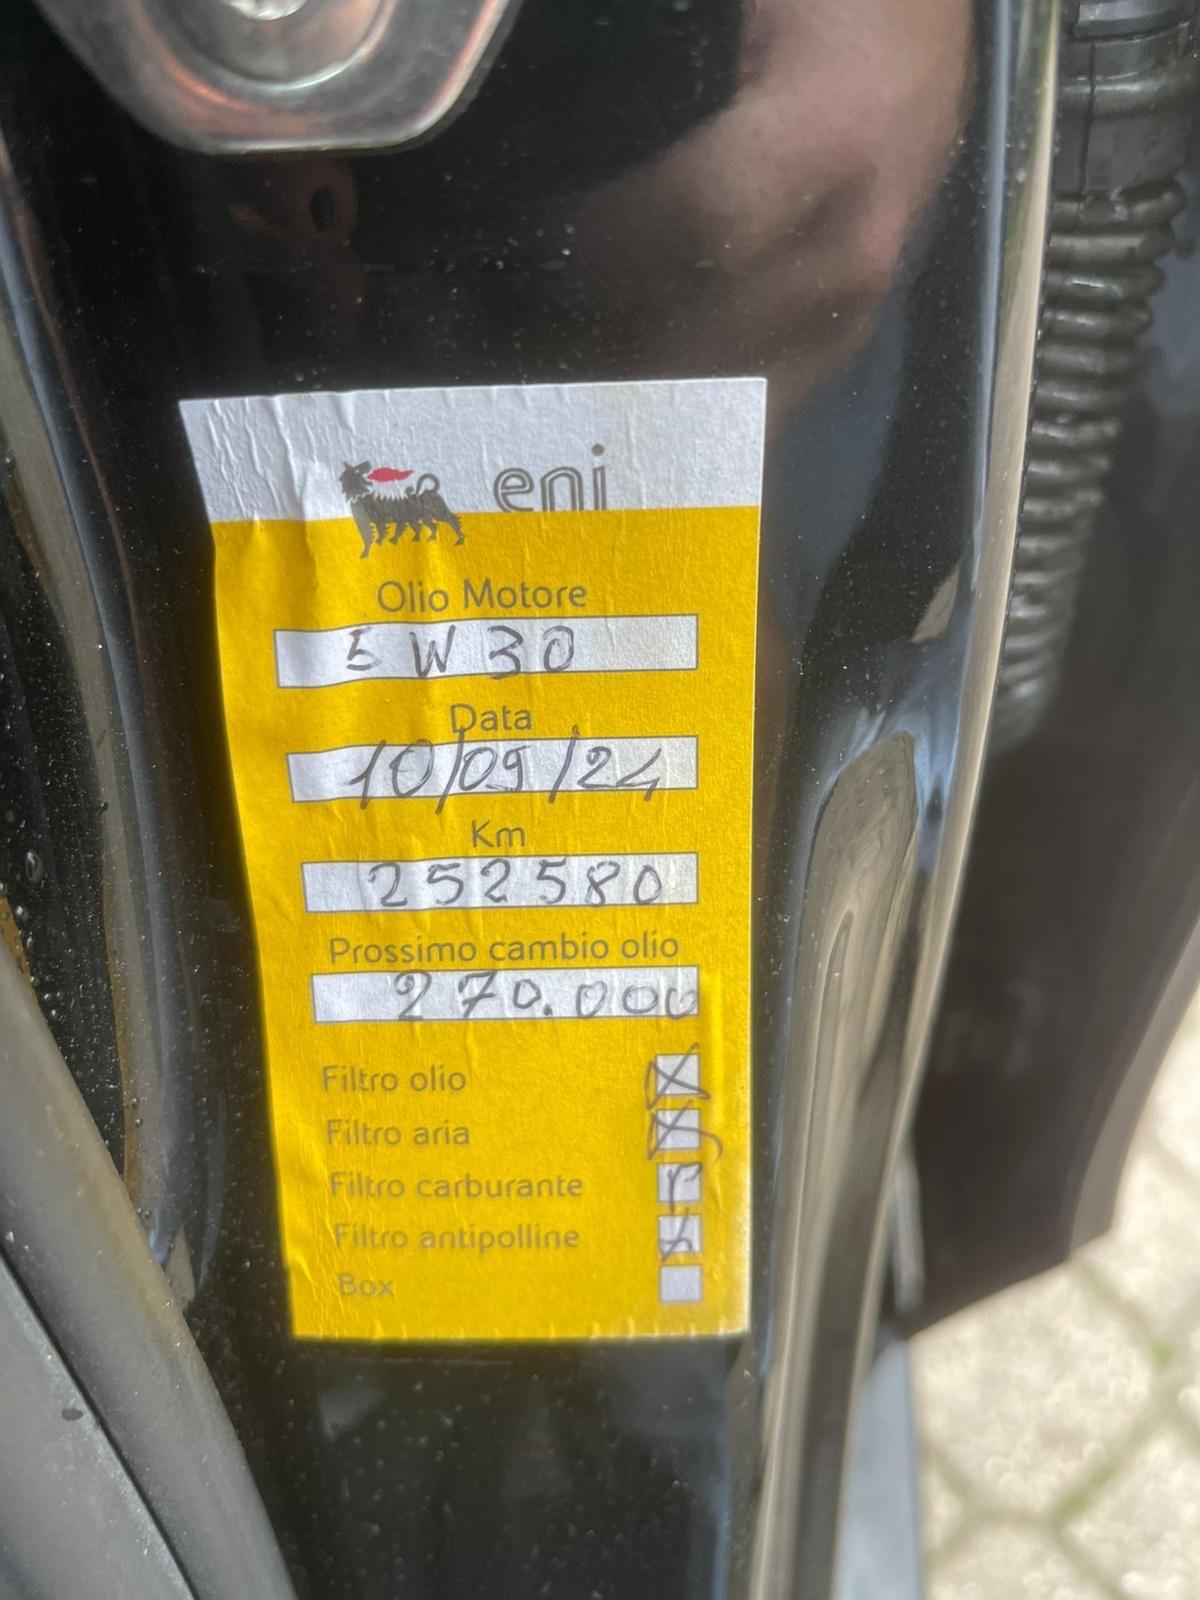 eni
Olio Motore
5W30
Data
10/09/24
Km
252580
Prossimo cambio olio
270.000
Filtro olio
Filtro aria
Filtro carburante
Filtro antipolline
Box